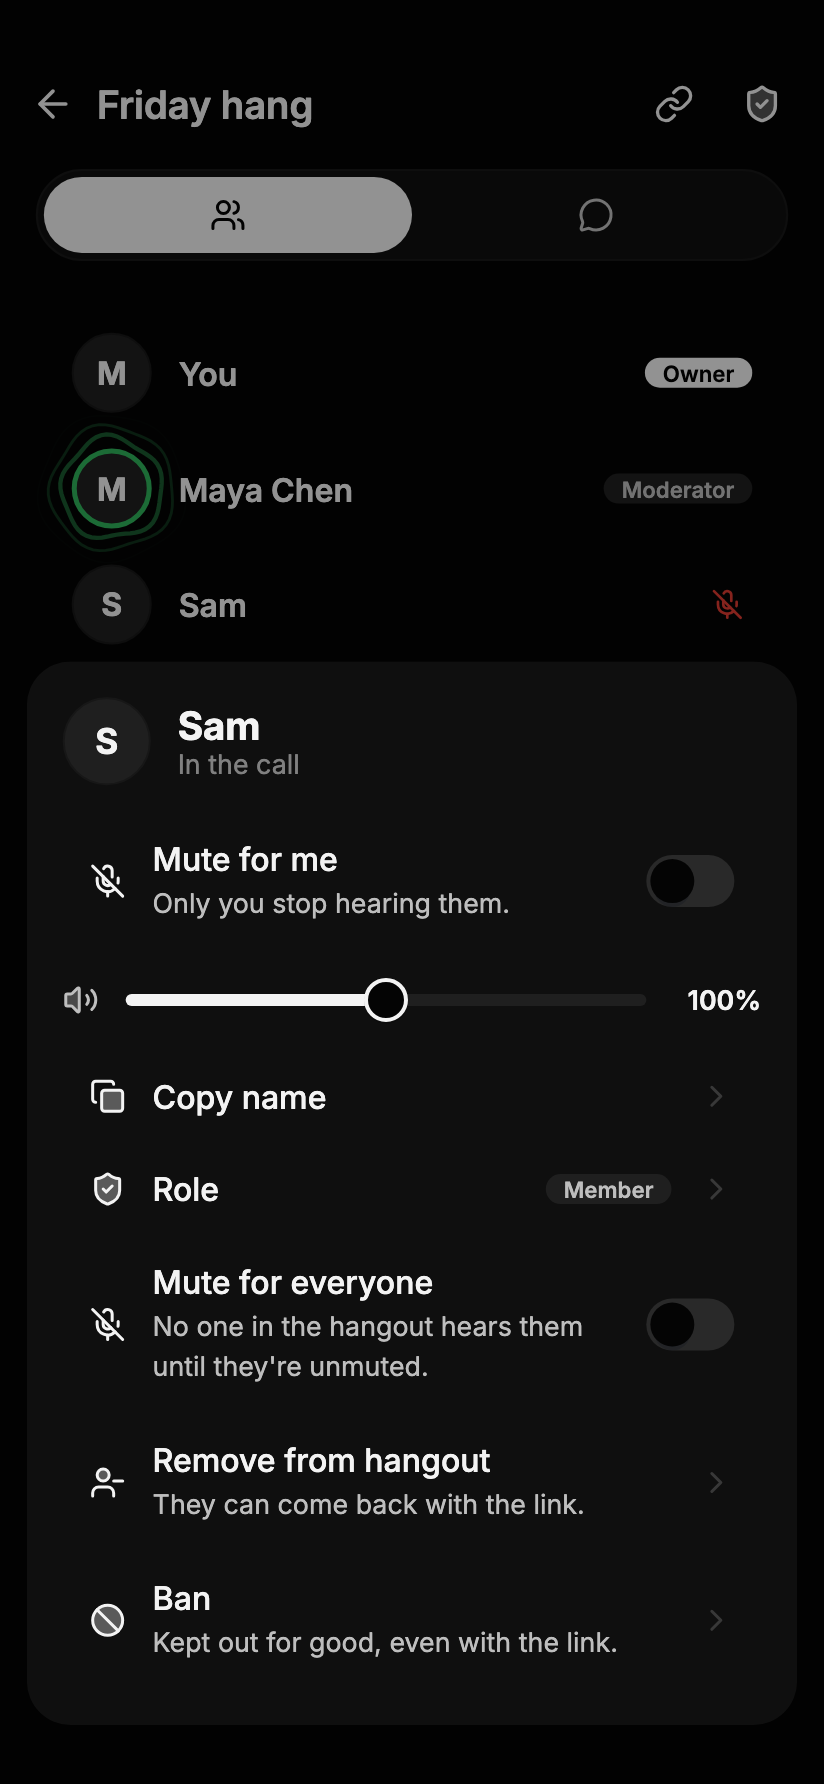 Friday hang
M
You
Owner
M
Maya Chen
Moderator
S
Sam
S
Sam
In the call
Mute for me
Only you stop hearing them.
100%
Copy name
Role
Member
Mute for everyone
No one in the hangout hears them
until they're unmuted.
Remove from hangout
They can come back with the link.
Ban
Kept out for good, even with the link.